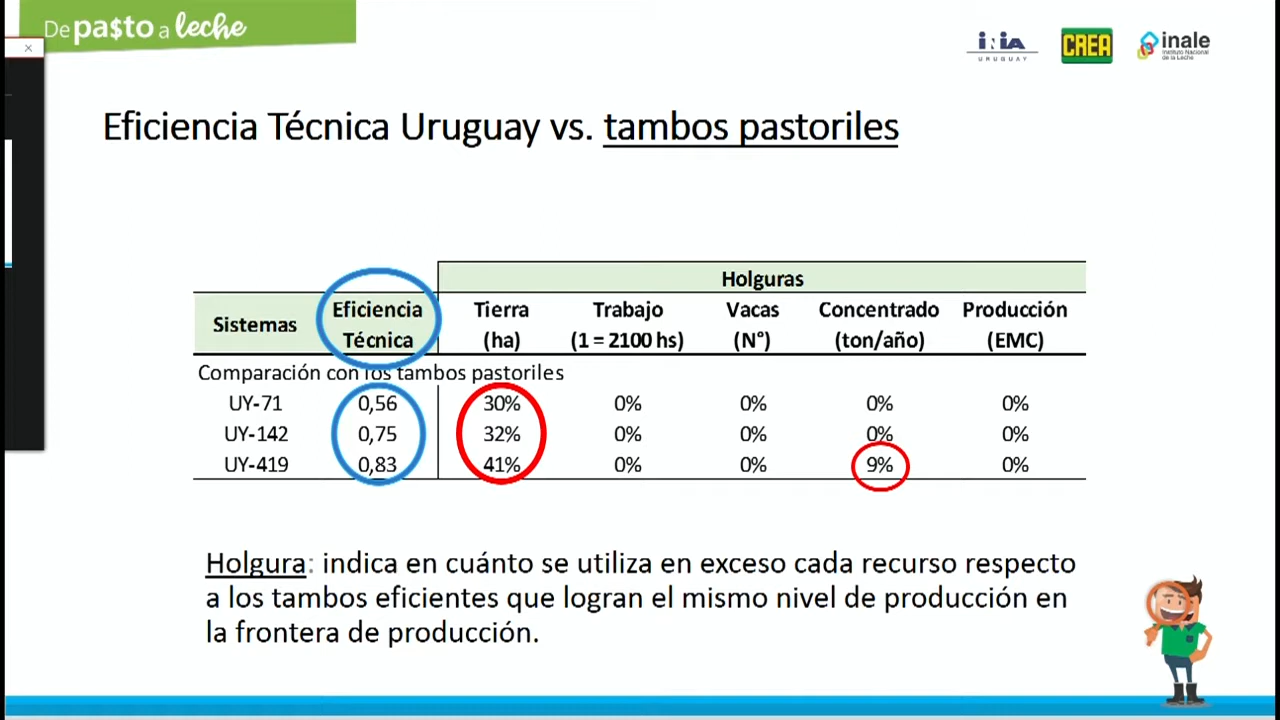 De pa$to a leche
INIA
URUGUAY
CREA
inale
Instituto Nacional
de la Leche
Eficiencia Técnica Uruguay vs. tambos pastoriles
Holguras
Sistemas Eficiencia Técnica Tierra (ha) Trabajo (1 = 2100 hs) Vacas (N°) Concentrado (ton/año) Producción (EMC)
Comparación con los tambos pastoriles
UY-71 0,56 30% 0% 0% 0% 0%
UY-142 0,75 32% 0% 0% 0% 0%
UY-419 0,83 41% 0% 0% 9% 0%
Holgura: indica en cuánto se utiliza en exceso cada recurso respecto
a los tambos eficientes que logran el mismo nivel de producción en
la frontera de producción.